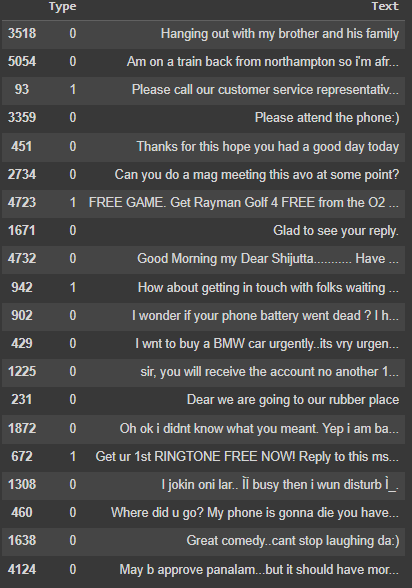 Type Text
3518 0 Hanging out with my brother and his family
5054 0 Am on a train back from northampton so i'm afr...
93 1 Please call our customer service representativ...
3359 0 Please attend the phone:)
451 0 Thanks for this hope you had a good day today
2734 0 Can you do a mag meeting this avo at some point?
4723 1 FREE GAME. Get Rayman Golf 4 FREE from the O2 ...
1671 0 Glad to see your reply.
4732 0 Good Morning my Dear Shijutta........... Have ...
942 1 How about getting in touch with folks waiting ...
902 0 I wonder if your phone battery went dead ? I h...
429 0 I wnt to buy a BMW car urgently..its vry urgen...
1225 0 sir, you will receive the account no another 1...
231 0 Dear we are going to our rubber place
1872 0 Oh ok i didnt know what you meant. Yep i am ba...
672 1 Get ur 1st RINGTONE FREE NOW! Reply to this ms...
1308 0 I jokin oni lar.. ÌÏ busy then i wun disturb Ì_.
460 0 Where did u go? My phone is gonna die you have...
1638 0 Great comedy..cant stop laughing da:)
4124 0 May b approve panalam...but it should have mor...